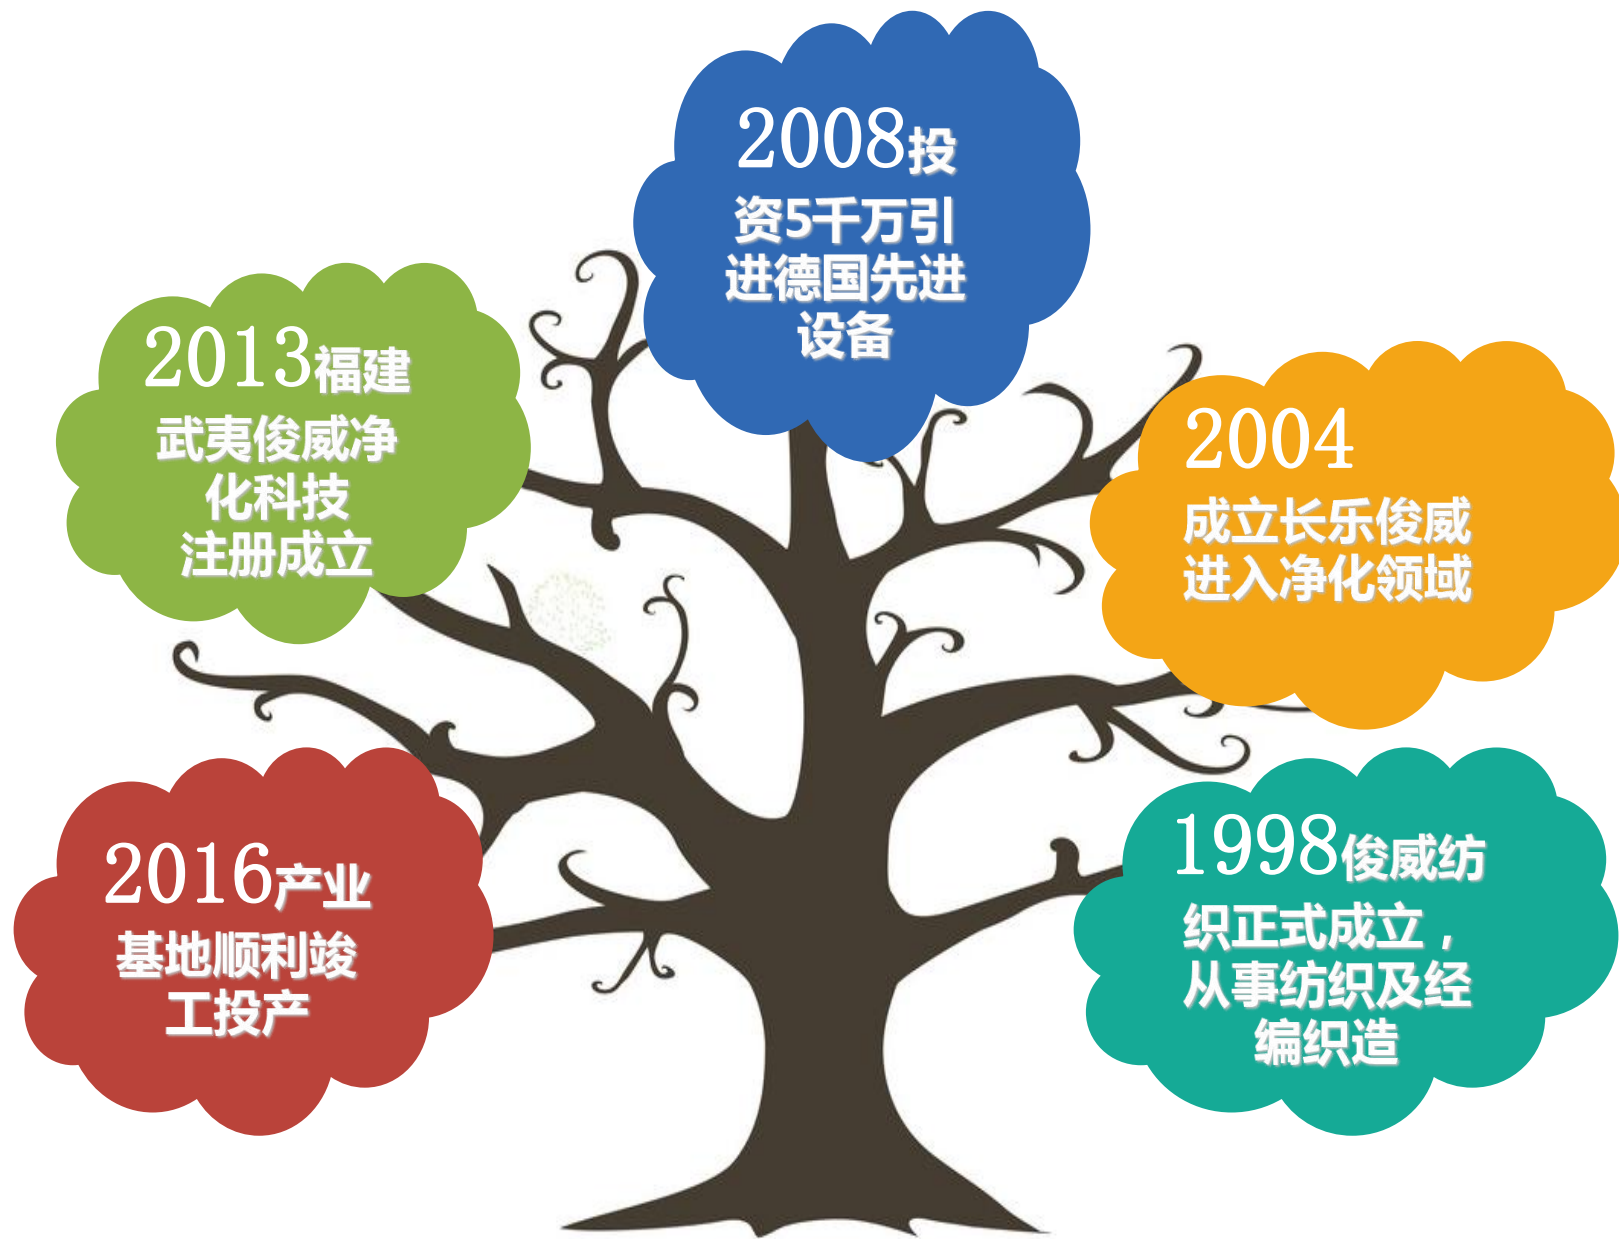 2008投
资5千万引
进德国先进
设备
2013福建
武夷俊威净
化科技
注册成立
2004
成立长乐俊威
进入净化领域
2016产业
基地顺利竣
工投产
1998俊威纺
织正式成立，
从事纺织及经
编织造